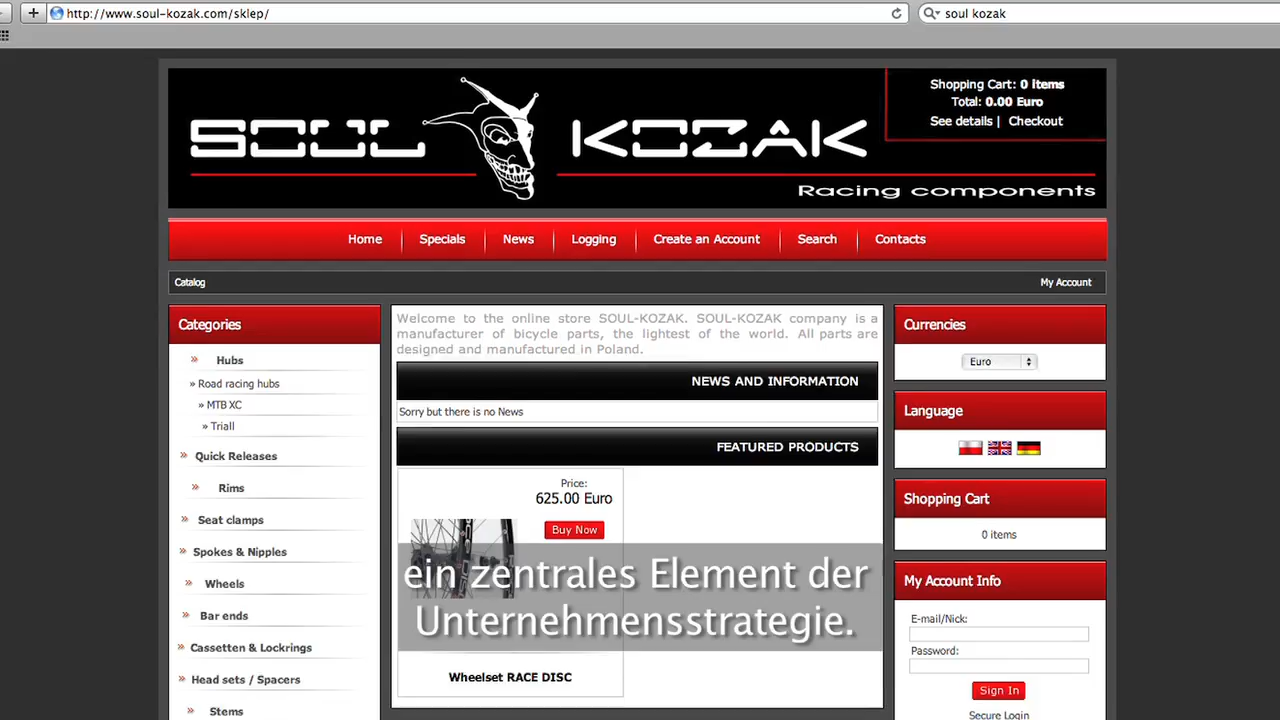 http://www.soul-kozak.com/sklep/
soul kozak
SOUL KOZAK
Racing components
Shopping Cart: 0 items
Total: 0.00 Euro
See details | Checkout
Home
Specials
News
Logging
Create an Account
Search
Contacts
Catalog
My Account
Categories
» Hubs
» Road racing hubs
» MTB XC
» Triall
» Quick Releases
» Rims
» Seat clamps
» Spokes & Nipples
» Wheels
» Bar ends
» Cassetten & Lockrings
» Head sets / Spacers
» Stems
Welcome to the online store SOUL-KOZAK. SOUL-KOZAK company is a
manufacturer of bicycle parts, the lightest of the world. All parts are
designed and manufactured in Poland.
NEWS AND INFORMATION
Sorry but there is no News
FEATURED PRODUCTS
Price:
625.00 Euro
Buy Now
ein zentrales Element der
Unternehmensstrategie.
Wheelset RACE DISC
Currencies
Euro
Language
Shopping Cart
0 items
My Account Info
E-mail/Nick:
Password:
Sign In
Secure Login